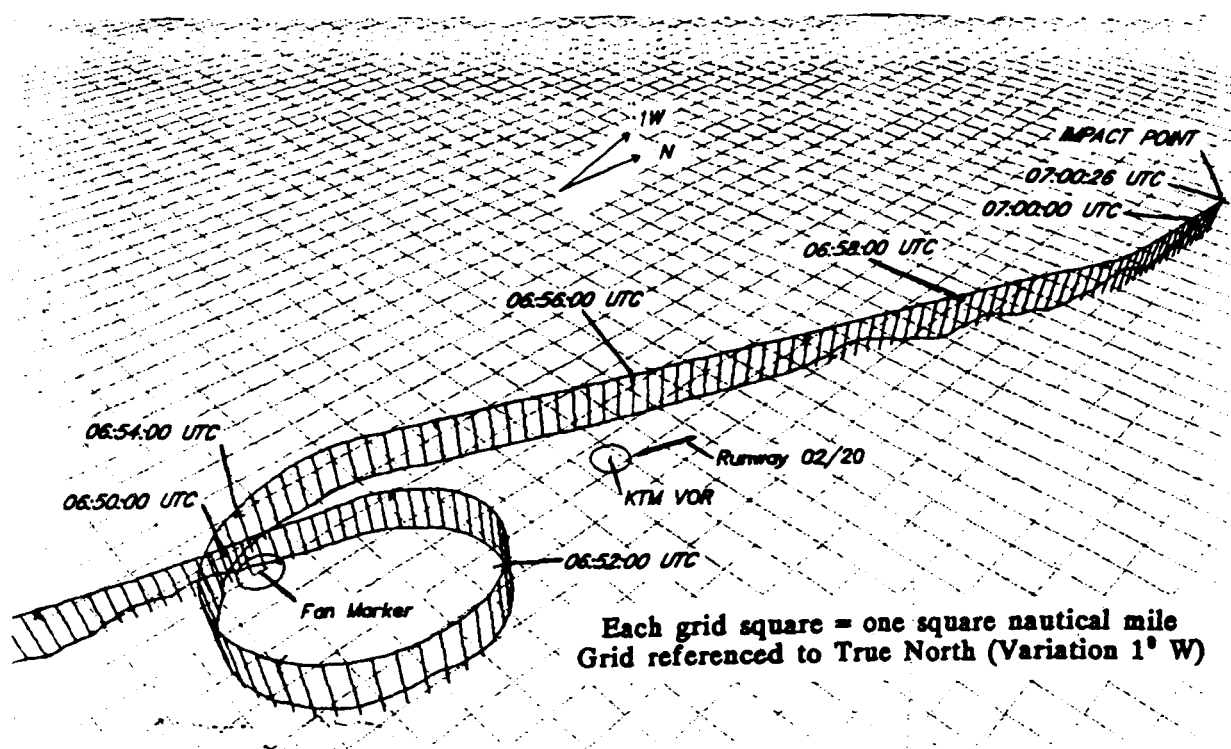 1W
N
IMPACT POINT
07:00:26 UTC
07:00:00 UTC
06:58:00 UTC
06:56:00 UTC
06:54:00 UTC
06:50:00 UTC
Runway 02/20
KTM VOR
06:52:00 UTC
Fan Marker
Each grid square = one square nautical mile
Grid referenced to True North (Variation 1° W)